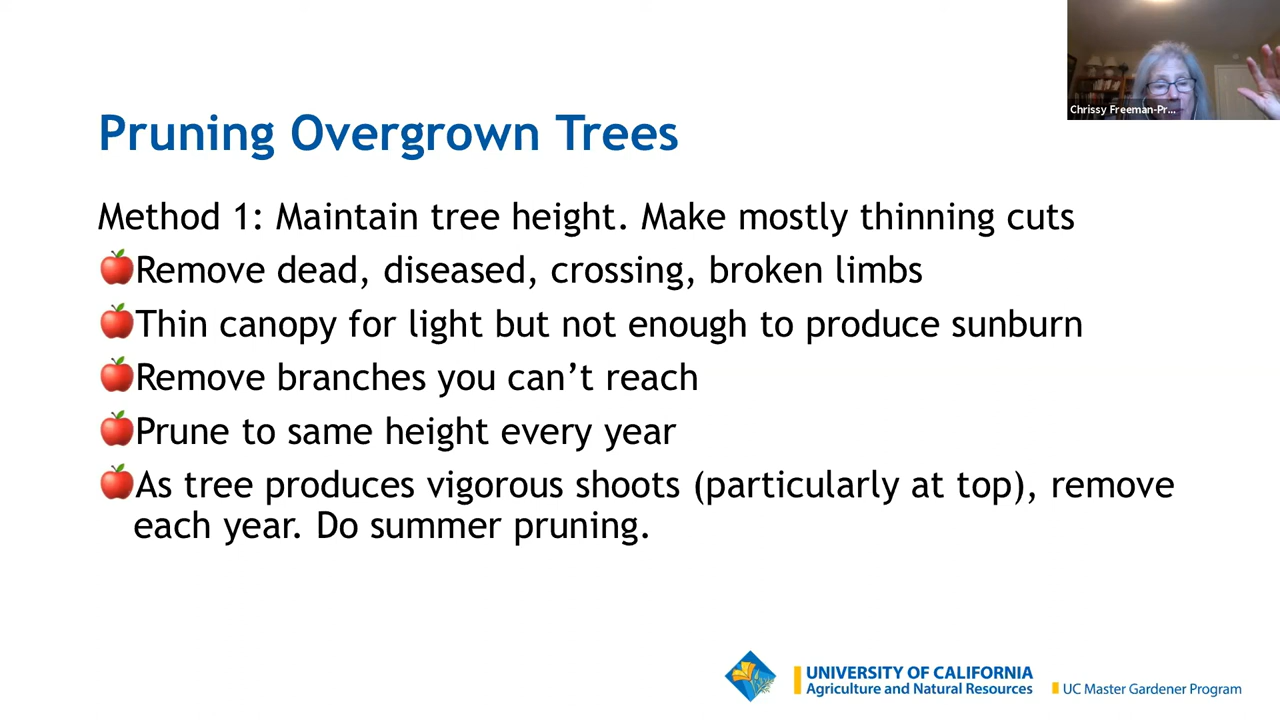 Chrissy Freeman-Pr...
Pruning Overgrown Trees
Method 1: Maintain tree height. Make mostly thinning cuts
Remove dead, diseased, crossing, broken limbs
Thin canopy for light but not enough to produce sunburn
Remove branches you can’t reach
Prune to same height every year
As tree produces vigorous shoots (particularly at top), remove
each year. Do summer pruning.
UNIVERSITY OF CALIFORNIA
Agriculture and Natural Resources
UC Master Gardener Program